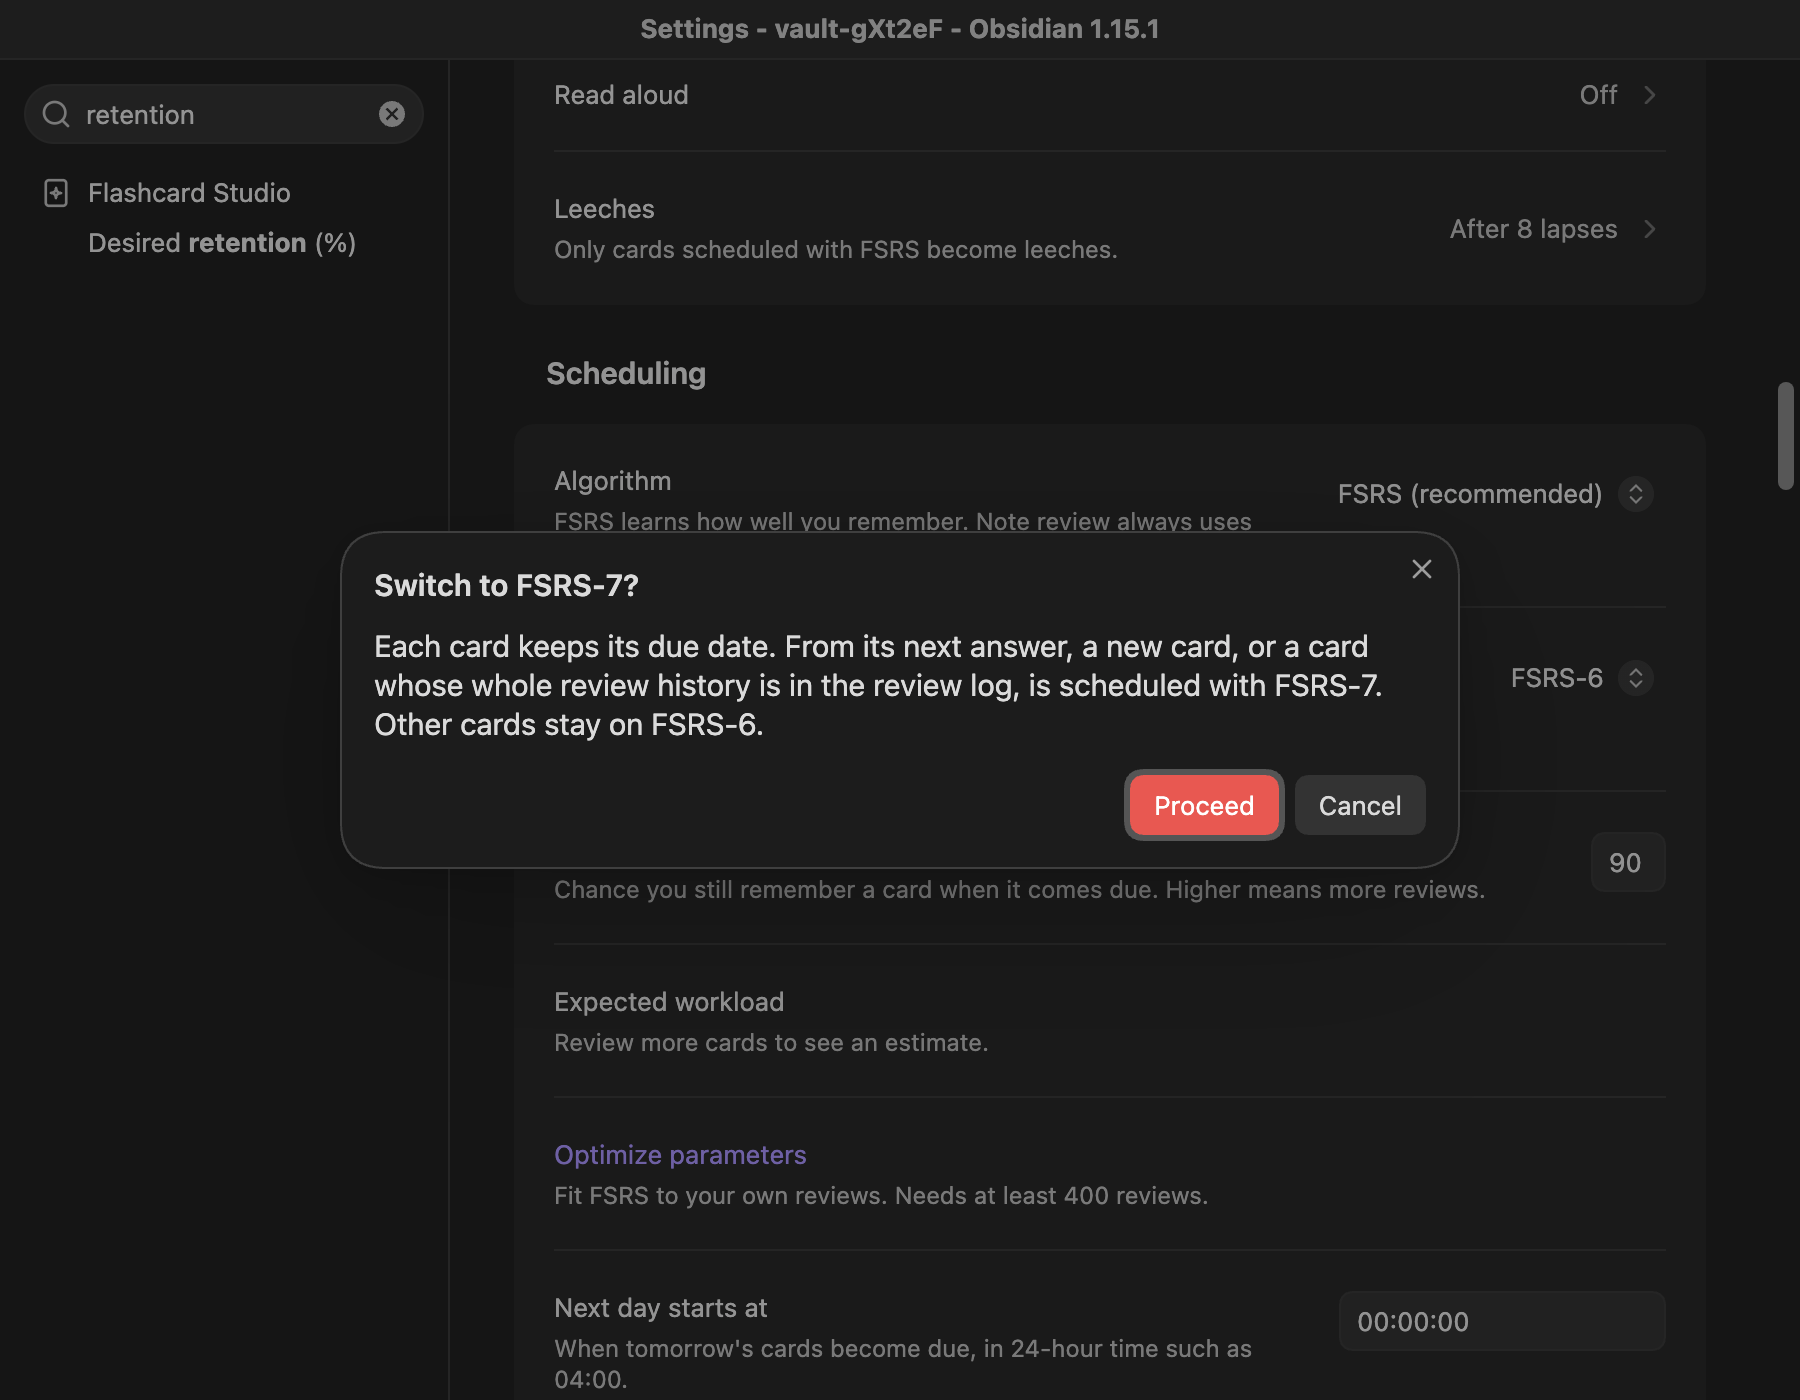 Settings - vault-gXt2eF - Obsidian 1.15.1
retention
Flashcard Studio
Desired retention (%)
Read aloud
Off
Leeches
Only cards scheduled with FSRS become leeches.
After 8 lapses
Scheduling
Algorithm
FSRS learns how well you remember. Note review always uses
FSRS (recommended)
Switch to FSRS-7?
Each card keeps its due date. From its next answer, a new card, or a card
whose whole review history is in the review log, is scheduled with FSRS-7.
Other cards stay on FSRS-6.
Proceed
Cancel
FSRS-6
90
Chance you still remember a card when it comes due. Higher means more reviews.
Expected workload
Review more cards to see an estimate.
Optimize parameters
Fit FSRS to your own reviews. Needs at least 400 reviews.
Next day starts at
When tomorrow's cards become due, in 24-hour time such as
04:00.
00:00:00